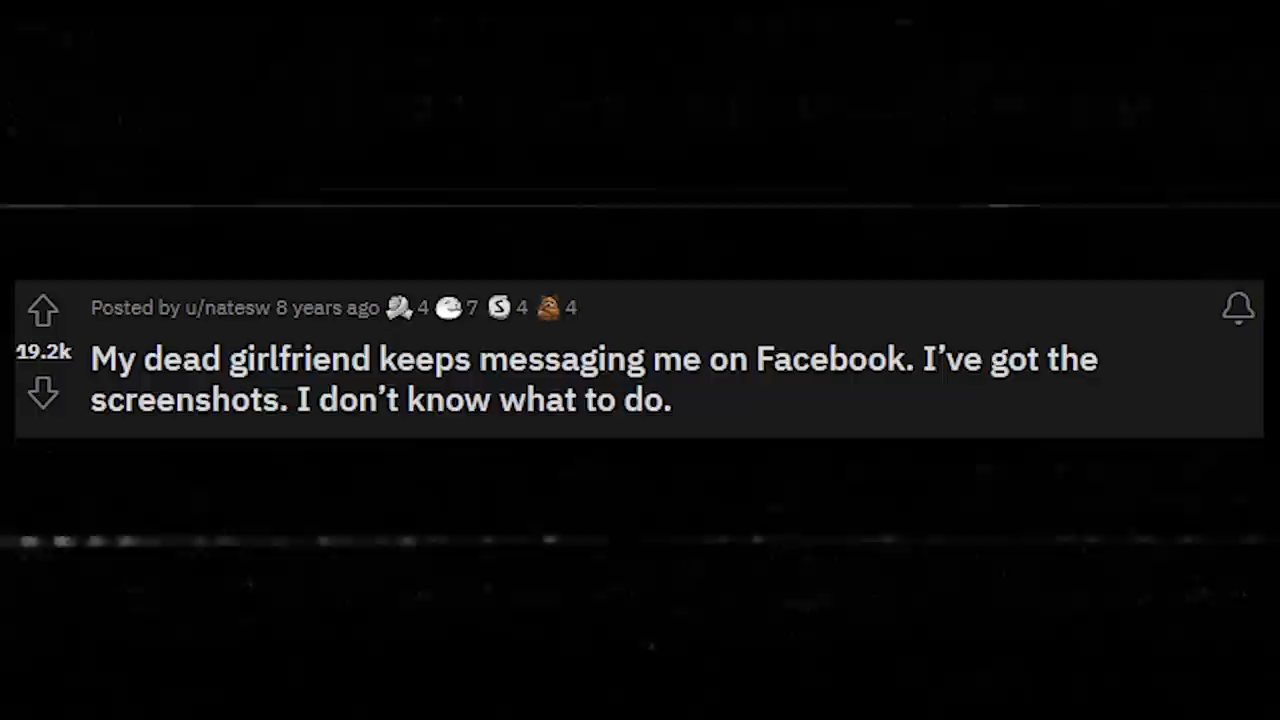 Posted by u/natesw 8 years ago 4 7 S 4 4
19.2k
My dead girlfriend keeps messaging me on Facebook. I’ve got the
screenshots. I don’t know what to do.